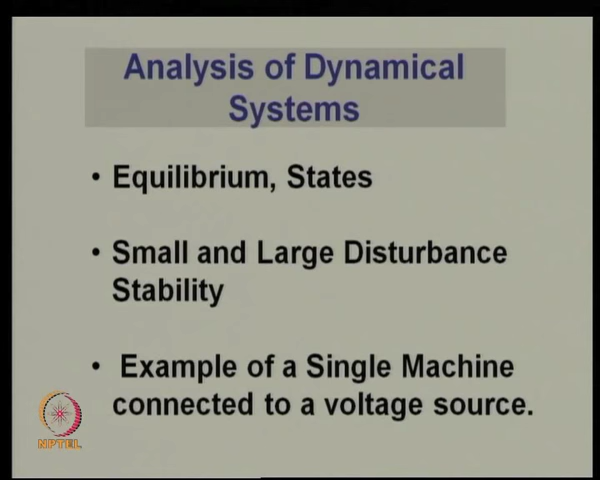 Analysis of Dynamical
Systems
• Equilibrium, States
• Small and Large Disturbance
Stability
• Example of a Single Machine
connected to a voltage source.
NPTEL